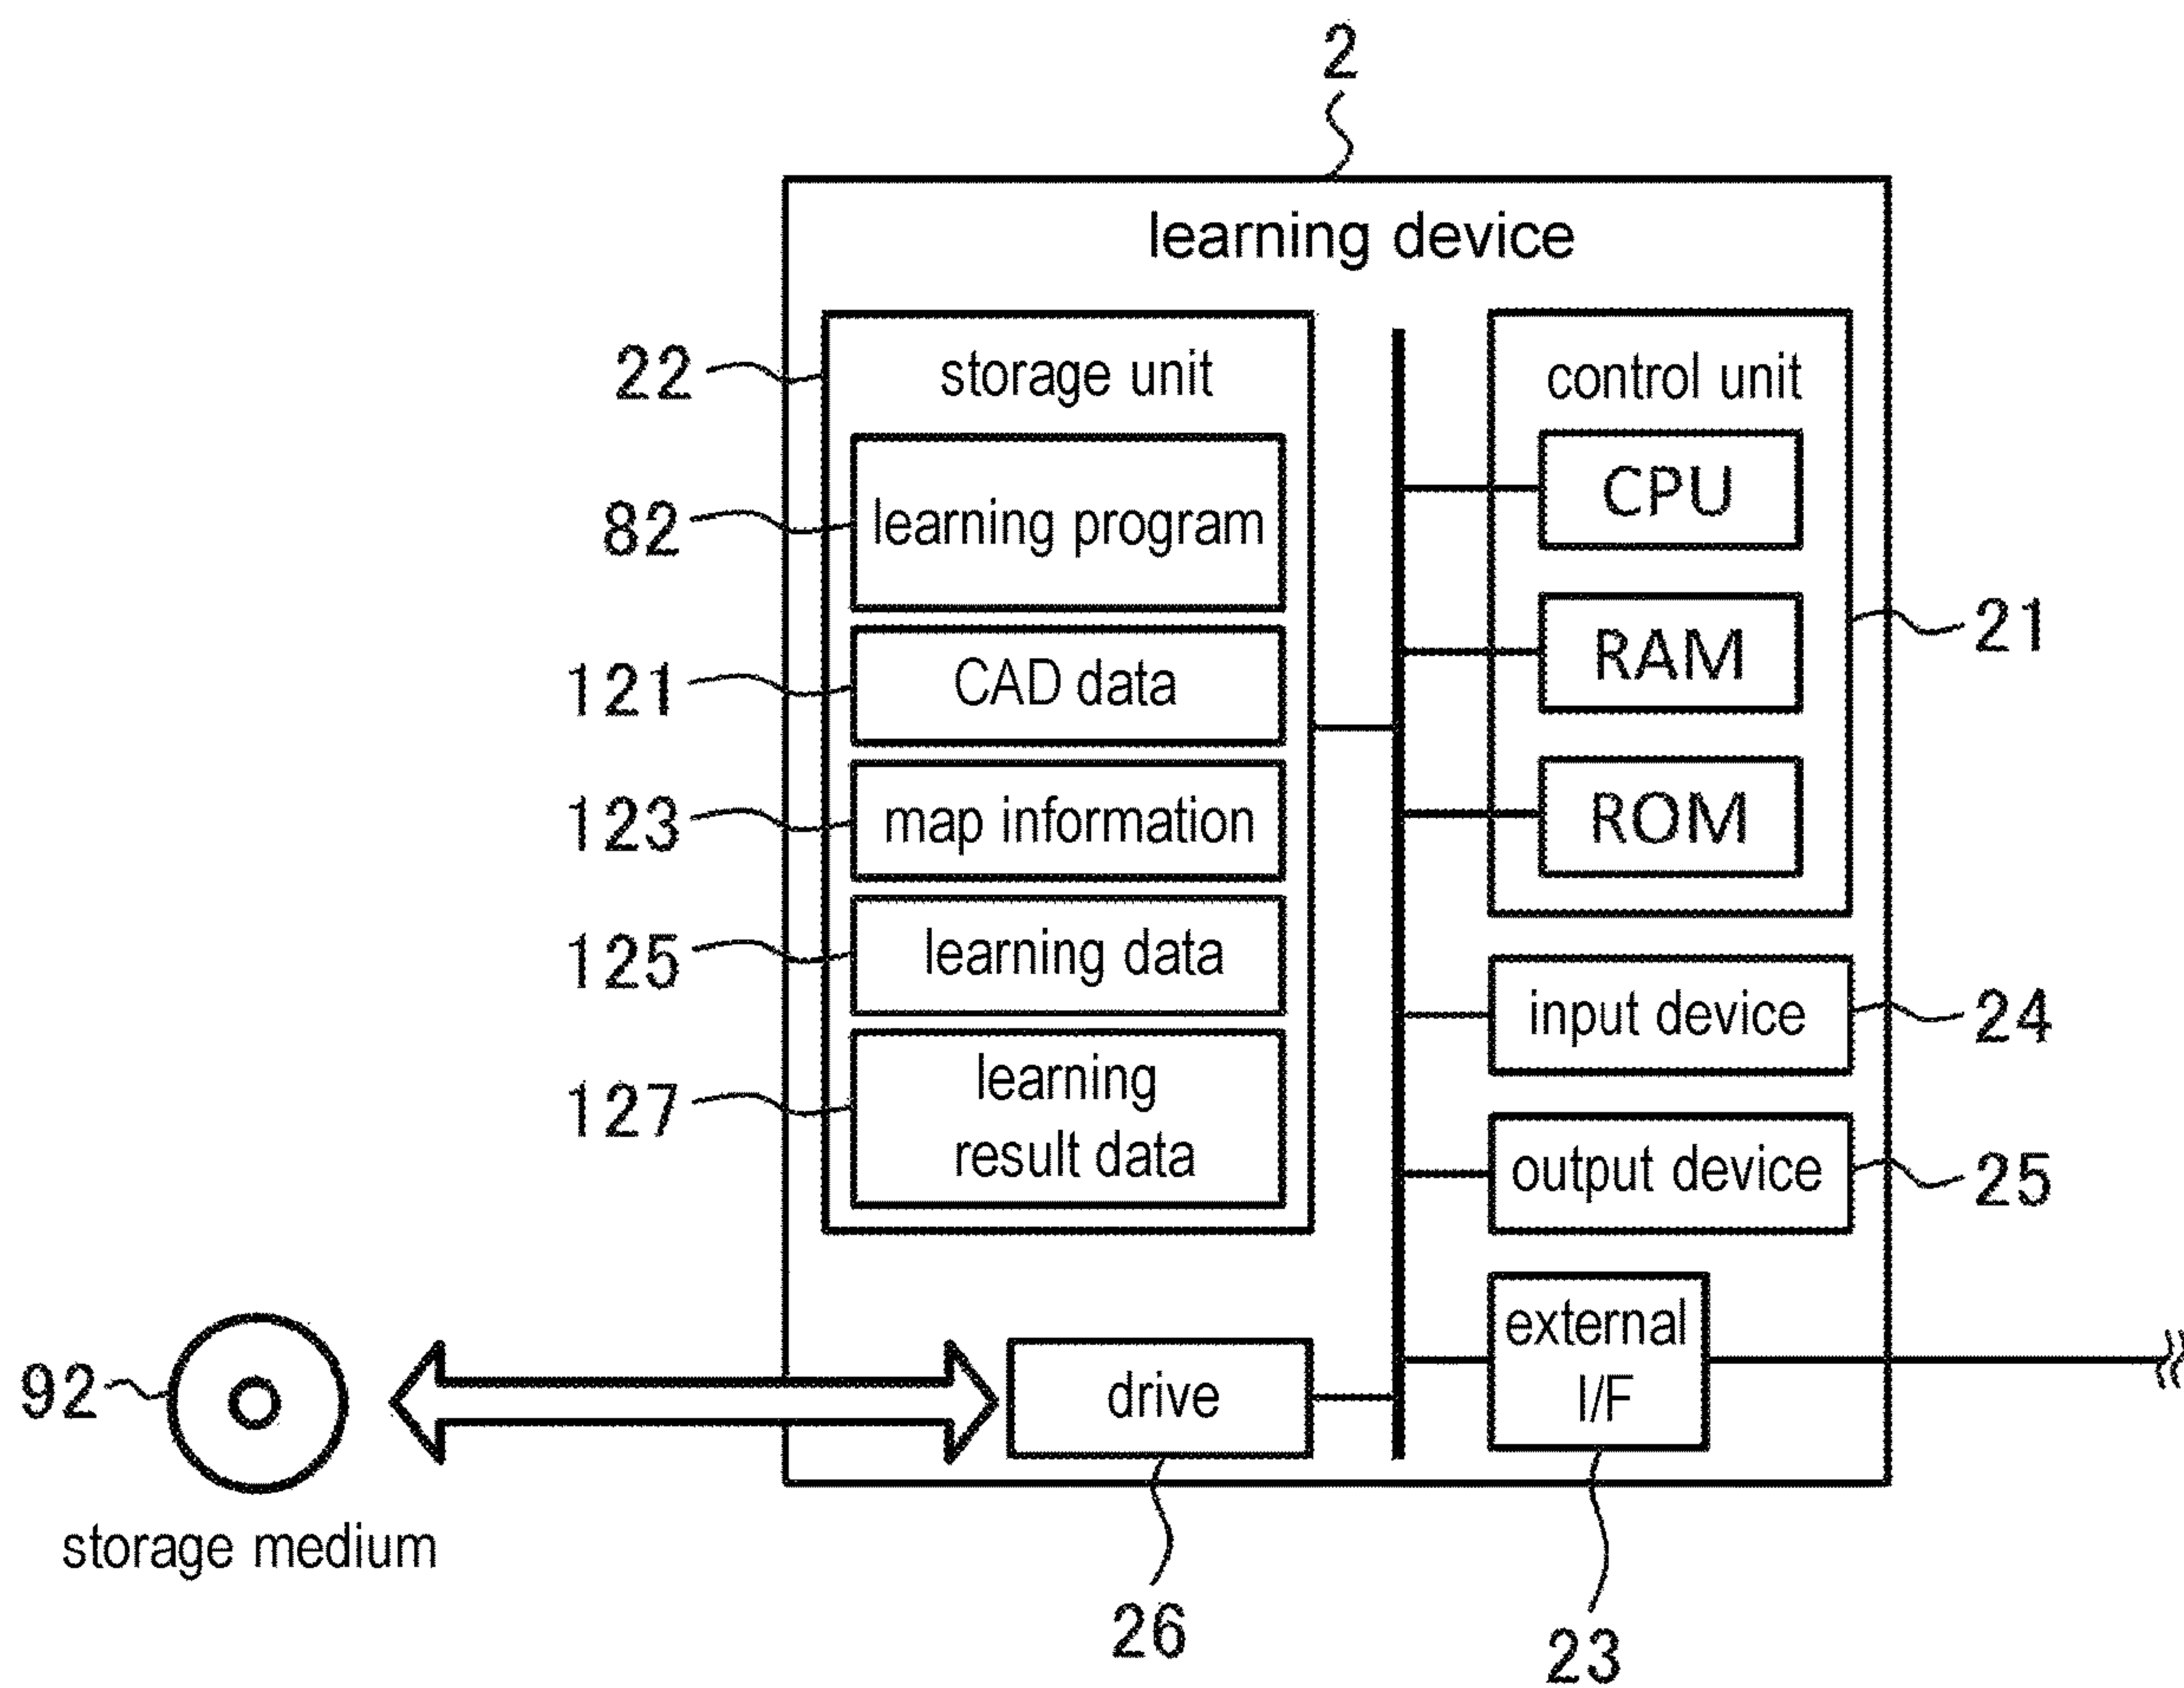 2
learning device
22
storage unit
control unit
82
learning program
CPU
121
CAD data
RAM
21
123
map information
ROM
125
learning data
input device
24
127
learning
result data
output device
25
92
drive
external
I/F
storage medium
26
23